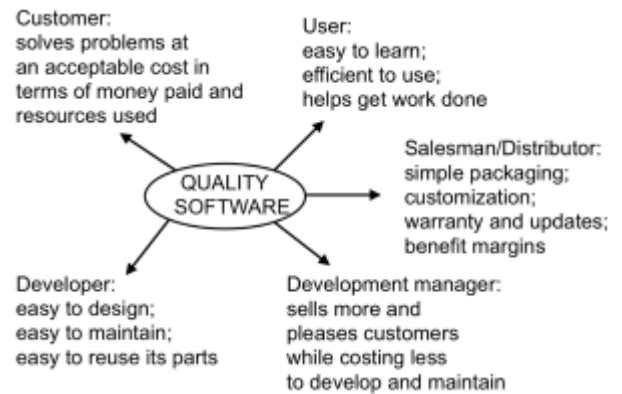 Customer:
solves problems at
an acceptable cost in
terms of money paid and
resources used
User:
easy to learn;
efficient to use;
helps get work done
QUALITY
SOFTWARE
Salesman/Distributor:
simple packaging;
customization;
warranty and updates;
benefit margins
Developer:
easy to design;
easy to maintain;
easy to reuse its parts
Development manager:
sells more and
pleases customers
while costing less
to develop and maintain